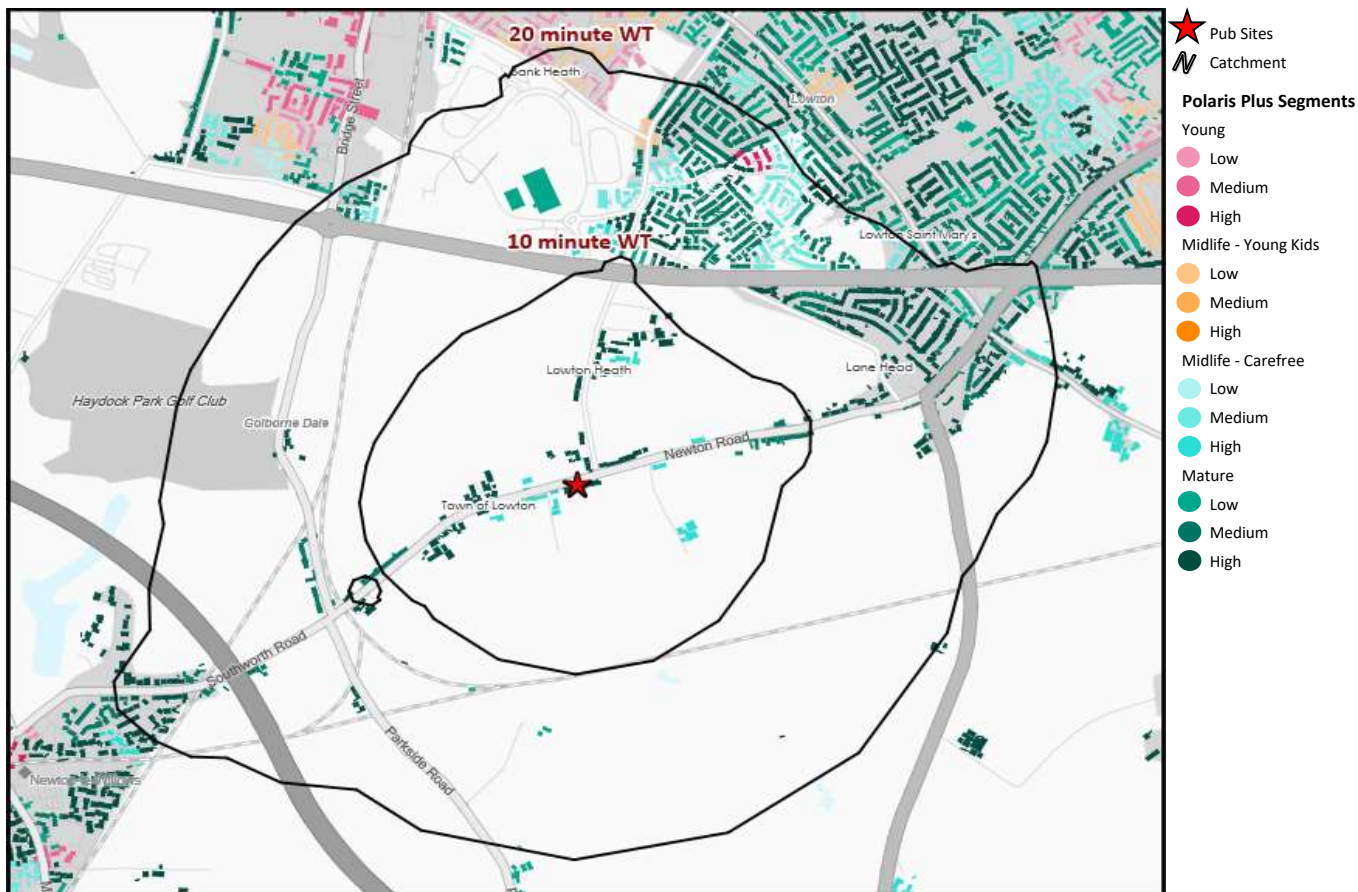 20 minute WT
Bank Heath
Lowton
Bridge Street
10 minute WT
Lowton Saint Mary's
Haydock Park Golf Club
Golborne Dale
Lowton Heath
Lane Head
Newton Road
Town of Lowton
Southworth Road
Parkside Road
Pub Sites
Catchment
Polaris Plus Segments
Young
Low
Medium
High
Midlife - Young Kids
Low
Medium
High
Midlife - Carefree
Low
Medium
High
Mature
Low
Medium
High